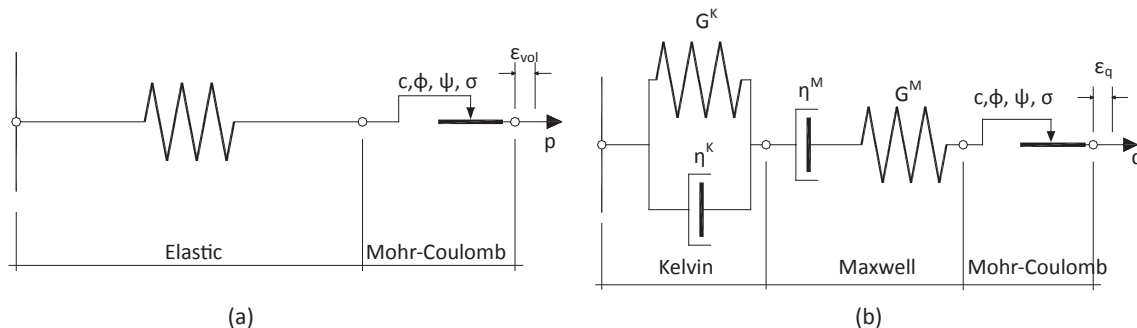 G^K
ε_vol
c,ϕ, ψ, σ
p
Elastic
Mohr-Coulomb
(a)
η^M
G^M
c,ϕ, ψ, σ
ε_q
η^K
q
Kelvin
Maxwell
Mohr-Coulomb
(b)